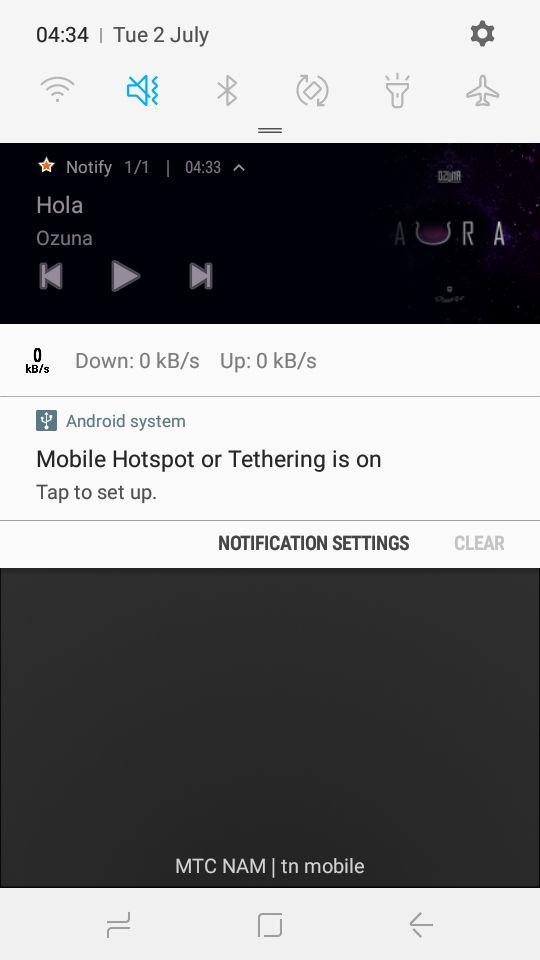 04:34 | Tue 2 July
Notify 1/1 | 04:33
Hola
Ozuna
OZUNA
AURA
0
kB/s
Down: 0 kB/s Up: 0 kB/s
Android system
Mobile Hotspot or Tethering is on
Tap to set up.
NOTIFICATION SETTINGS CLEAR
MTC NAM | tn mobile